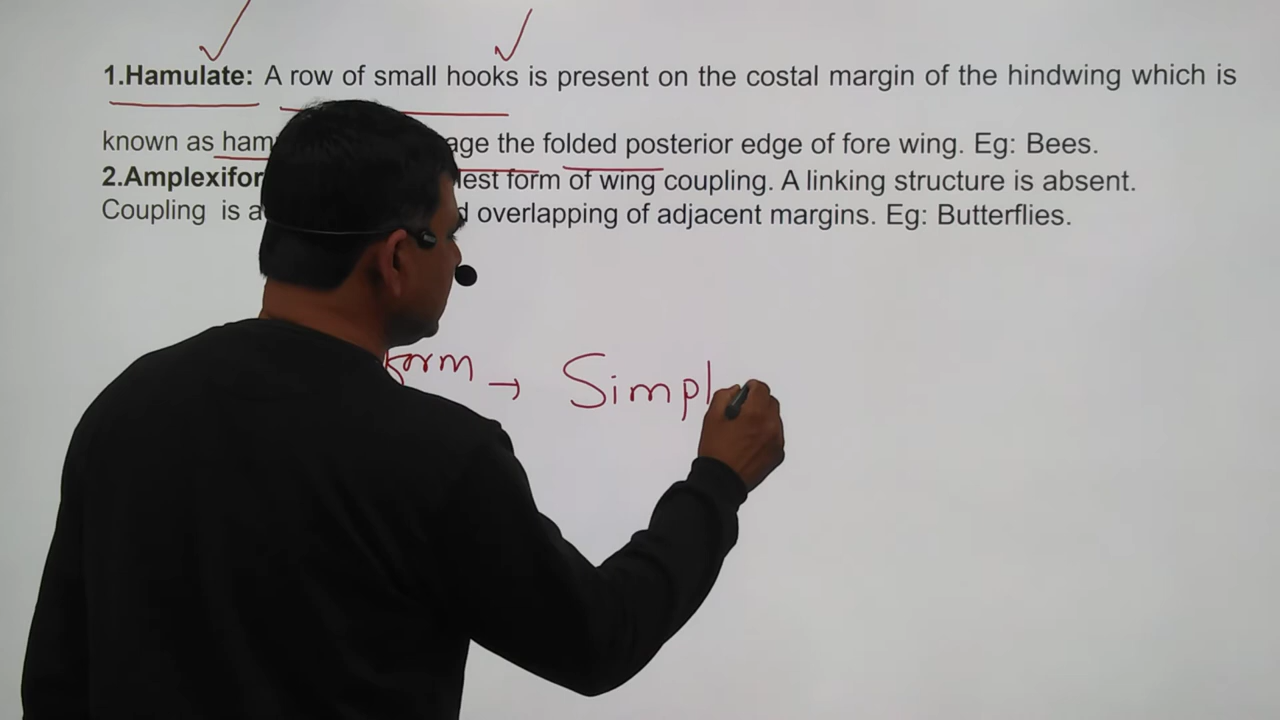 1.Hamulate: A row of small hooks is present on the costal margin of the hindwing which is
known as ham age the folded posterior edge of fore wing. Eg: Bees.
2.Amplexifor lest form of wing coupling. A linking structure is absent.
Coupling is a d overlapping of adjacent margins. Eg: Butterflies.
form → Simpl